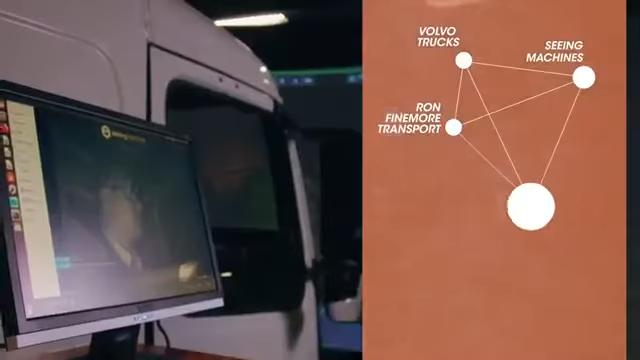 VOLVO
TRUCKS
SEEING
MACHINES
RON
FINEMORE
TRANSPORT